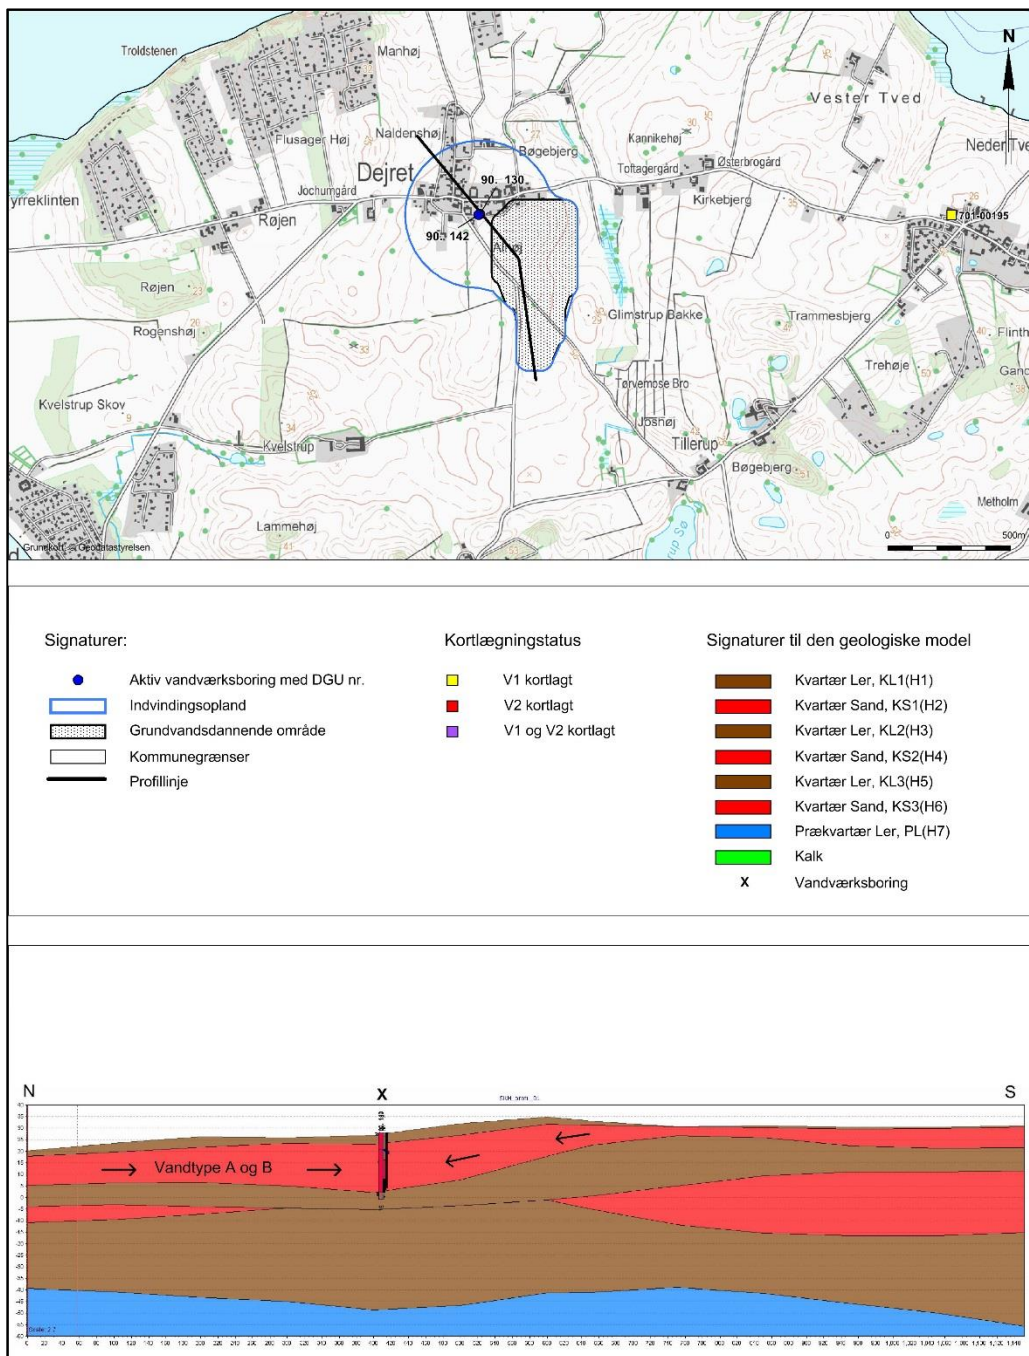 Troldstenen
Manhøj
N
Vester Tved
Naldenshøj
Flusager Høj
Bøgebjerg
Kannikehøj
Neder Tve
Dejret
Toftagergård
Østerbrogård
90. 130
Jochumgård
yrreklinten
Røjen
Kirkebjerg
701-00195
90. 142
Alhøj
Røjen
Glimstrup Bakke
Trammesbjerg
Rogenshøj
Flinth
Trehøje
Gand
Tørvemose Bro
Kvelstrup Skov
Joshøj
Kvelstrup
Tillerup
Bøgebjerg
Metholm
Lammehøj
rup Sø
Grundkort: © Geodatastyrelsen
0 500m
Signaturer:
Aktiv vandværksboring med DGU nr.
Indvindingsopland
Grundvandsdannende område
Kommunegrænser
Profillinje
Kortlægningstatus
V1 kortlagt
V2 kortlagt
V1 og V2 kortlagt
Signaturer til den geologiske model
Kvartær Ler, KL1(H1)
Kvartær Sand, KS1(H2)
Kvartær Ler, KL2(H3)
Kvartær Sand, KS2(H4)
Kvartær Ler, KL3(H5)
Kvartær Sand, KS3(H6)
Prækvartær Ler, PL(H7)
Kalk
X Vandværksboring
N
X
S
Vandtype A og B